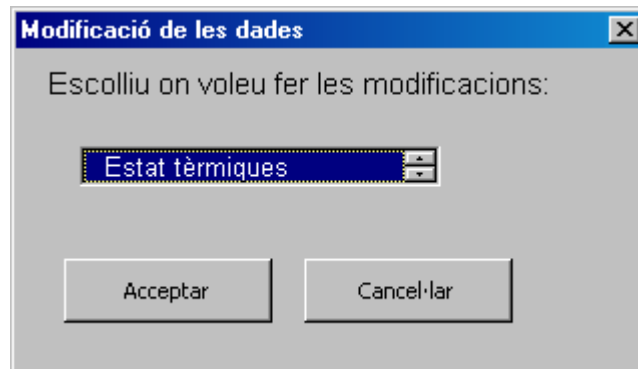 Modificació de les dades
Escolliu on voleu fer les modificacions:
Estat tèrmiques
Acceptar
Cancel·lar